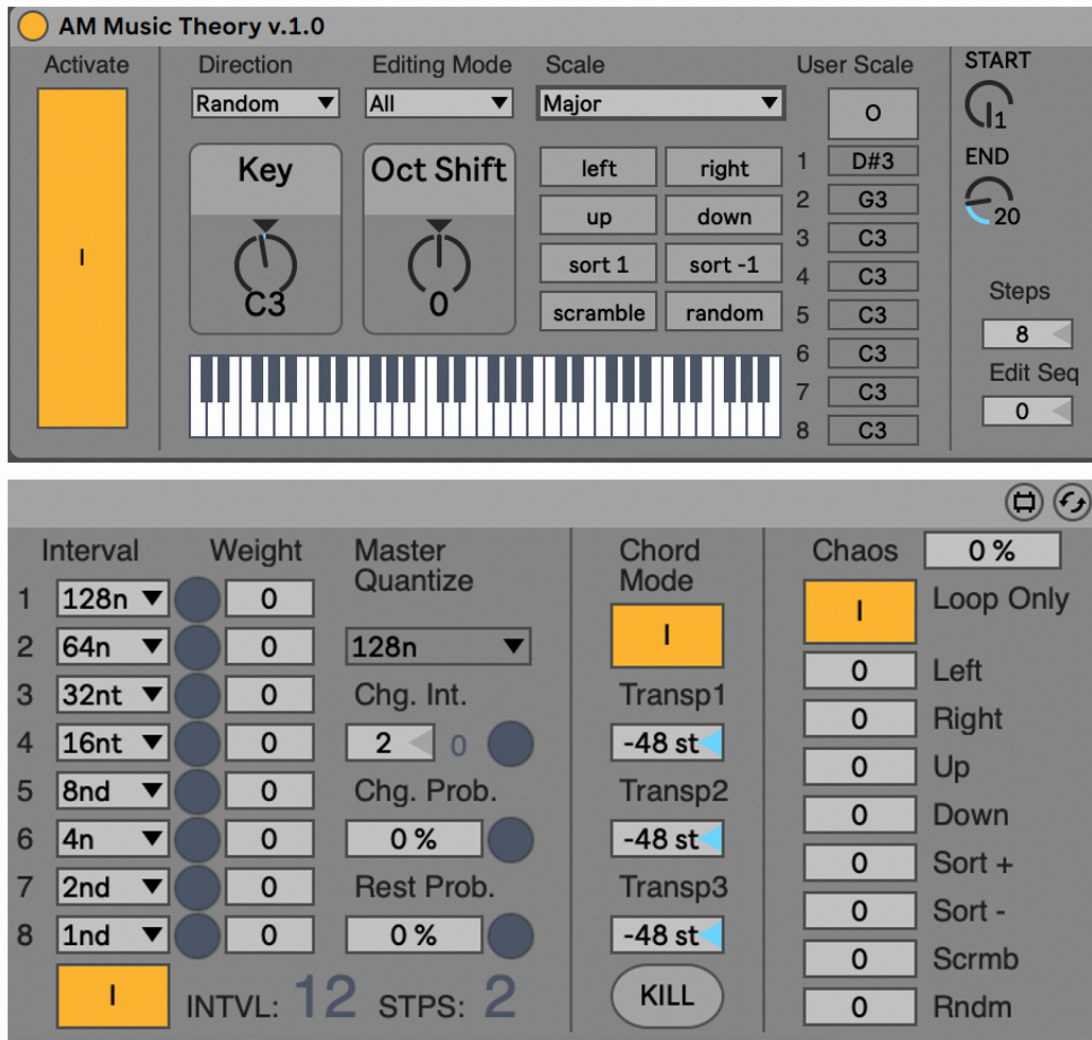 AM Music Theory v.1.0
Activate Direction Editing Mode Scale User Scale START
Random All Major O 1
Key Oct Shift left right 1 D#3 END
up down 2 G3 20
C3 0 sort 1 sort -1 3 C3
4 C3
scramble random 5 C3 Steps
6 C3 8
7 C3 Edit Seq
8 C3 0
I
Interval Weight Master Quantize Chord Mode Chaos 0 %
1 128n 0 I I Loop Only
2 64n 0 128n 0 Left
3 32nt 0 Chg. Int. Transp1 0 Right
4 16nt 0 2 0 -48 st 0 Up
5 8nd 0 Chg. Prob. Transp2 0 Down
6 4n 0 0 % -48 st 0 Sort +
7 2nd 0 Rest Prob. Transp3 0 Sort -
8 1nd 0 0 % -48 st 0 Scrmb
I INTVL: 12 STPS: 2 KILL 0 Rndm